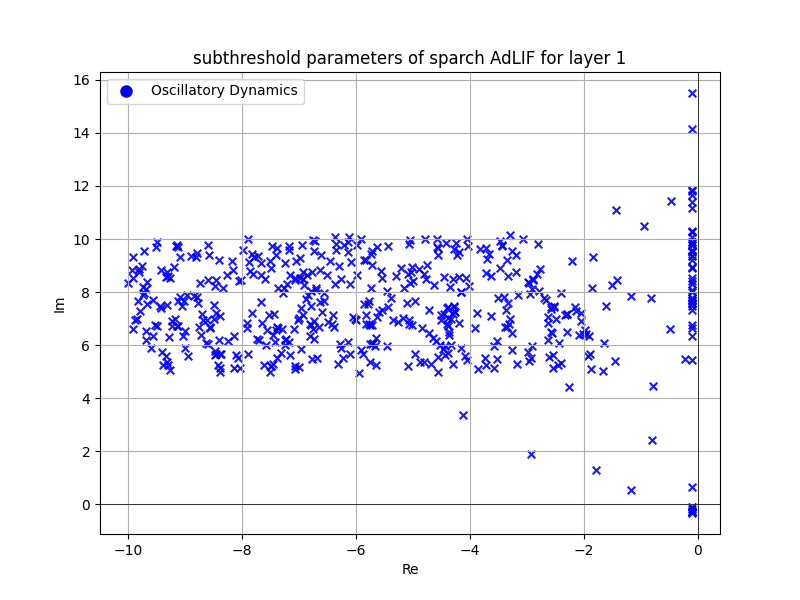 subthreshold parameters of sparch AdLIF for layer 1
Oscillatory Dynamics
16
14
12
10
8
6
4
2
0
Im
−10 −8 −6 −4 −2 0
Re